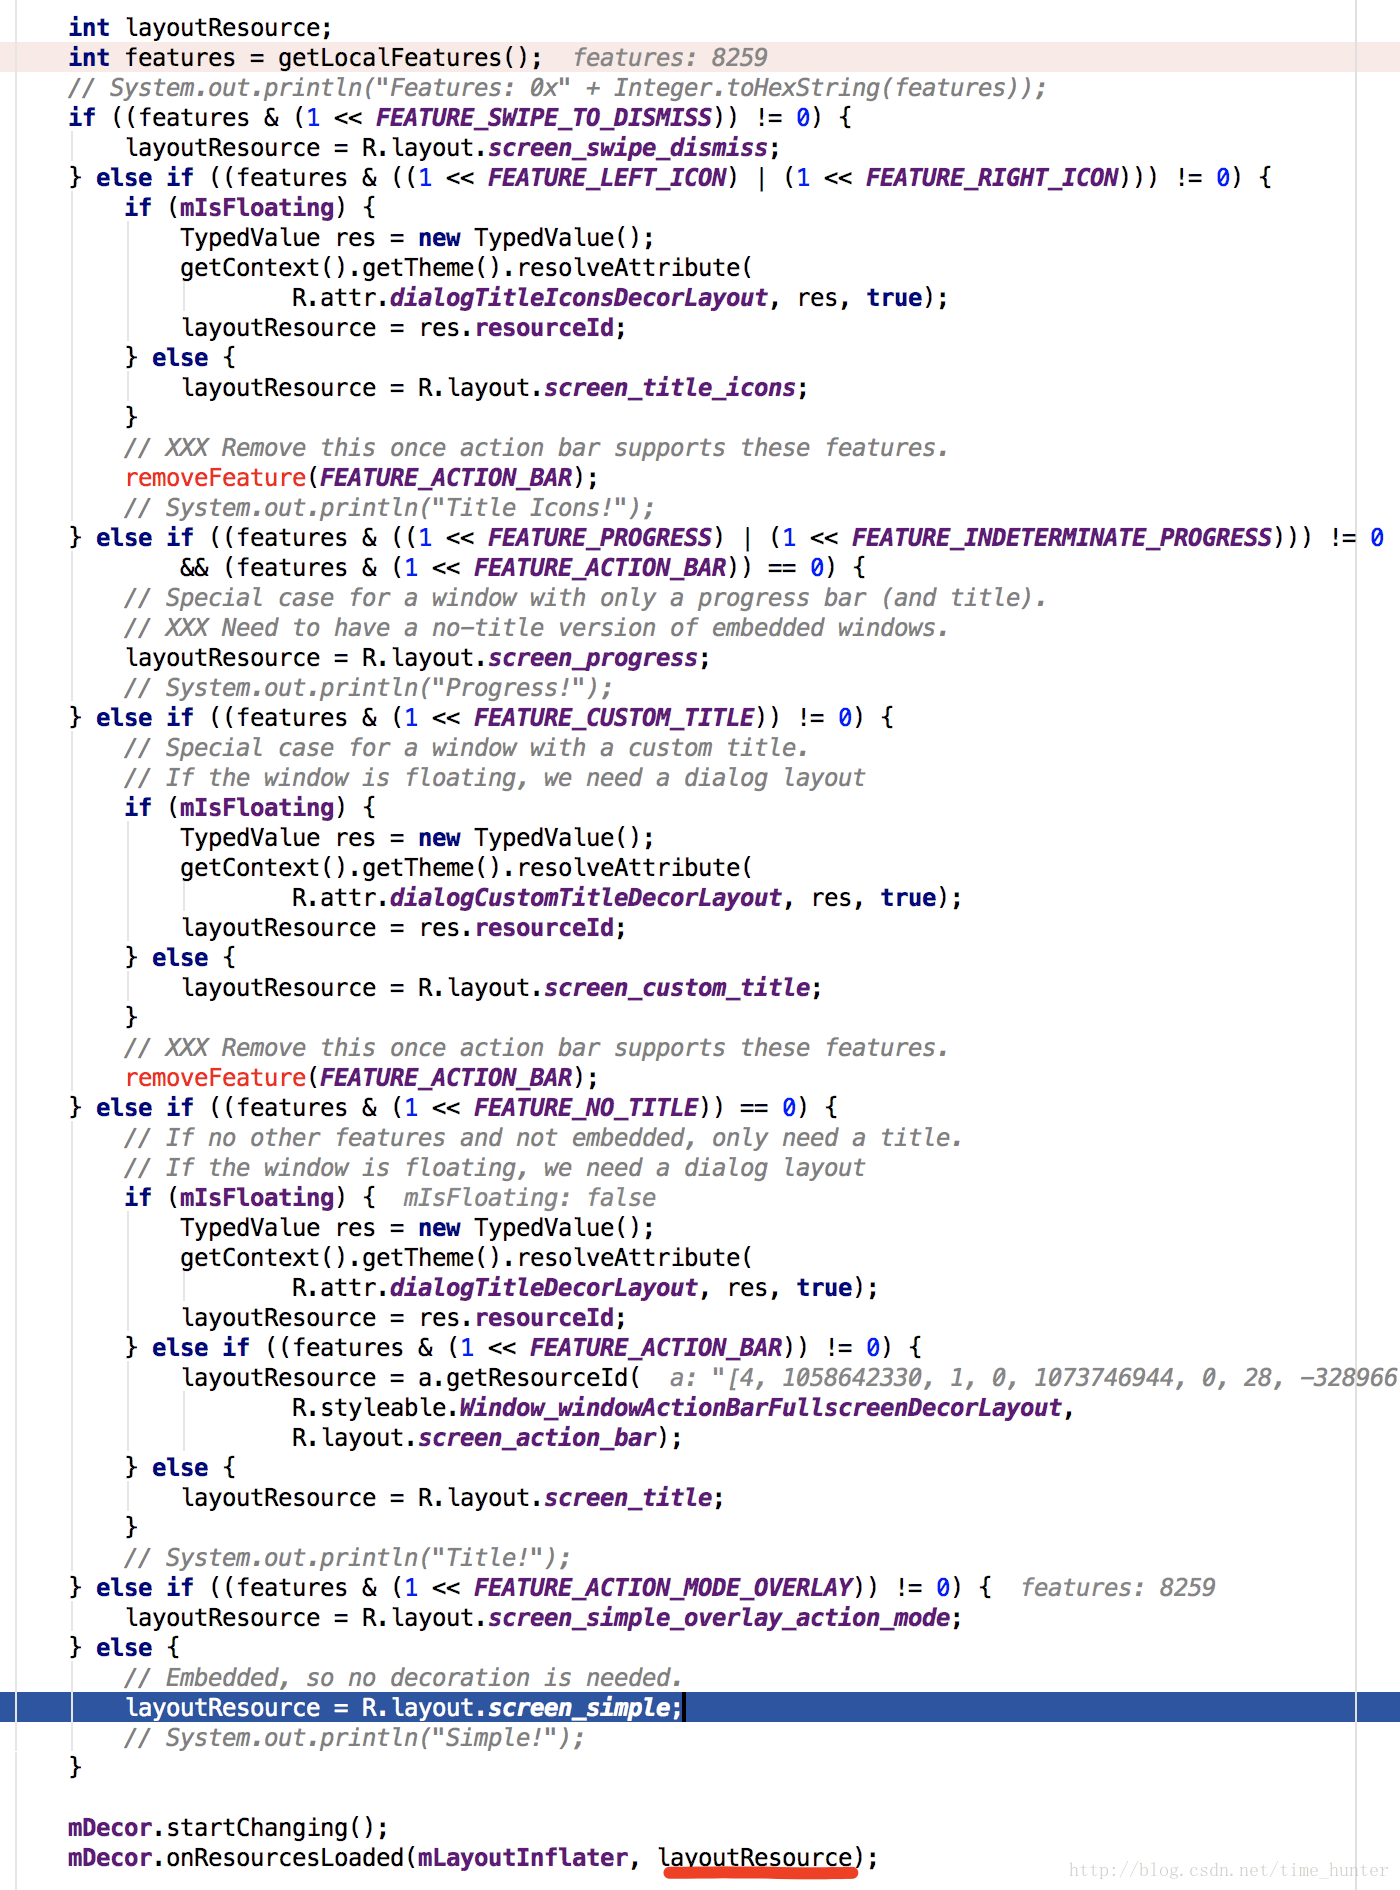 int layoutResource;
int features = getLocalFeatures();  features: 8259
// System.out.println("Features: 0x" + Integer.toHexString(features));
if ((features & (1 << FEATURE_SWIPE_TO_DISMISS)) != 0) {
    layoutResource = R.layout.screen_swipe_dismiss;
} else if ((features & ((1 << FEATURE_LEFT_ICON) | (1 << FEATURE_RIGHT_ICON))) != 0) {
    if (mIsFloating) {
        TypedValue res = new TypedValue();
        getContext().getTheme().resolveAttribute(
                R.attr.dialogTitleIconsDecorLayout, res, true);
        layoutResource = res.resourceId;
    } else {
        layoutResource = R.layout.screen_title_icons;
    }
    // XXX Remove this once action bar supports these features.
    removeFeature(FEATURE_ACTION_BAR);
    // System.out.println("Title Icons!");
} else if ((features & ((1 << FEATURE_PROGRESS) | (1 << FEATURE_INDETERMINATE_PROGRESS))) != 0
        && (features & (1 << FEATURE_ACTION_BAR)) == 0) {
    // Special case for a window with only a progress bar (and title).
    // XXX Need to have a no-title version of embedded windows.
    layoutResource = R.layout.screen_progress;
    // System.out.println("Progress!");
} else if ((features & (1 << FEATURE_CUSTOM_TITLE)) != 0) {
    // Special case for a window with a custom title.
    // If the window is floating, we need a dialog layout
    if (mIsFloating) {
        TypedValue res = new TypedValue();
        getContext().getTheme().resolveAttribute(
                R.attr.dialogCustomTitleDecorLayout, res, true);
        layoutResource = res.resourceId;
    } else {
        layoutResource = R.layout.screen_custom_title;
    }
    // XXX Remove this once action bar supports these features.
    removeFeature(FEATURE_ACTION_BAR);
} else if ((features & (1 << FEATURE_NO_TITLE)) == 0) {
    // If no other features and not embedded, only need a title.
    // If the window is floating, we need a dialog layout
    if (mIsFloating) {  mIsFloating: false
        TypedValue res = new TypedValue();
        getContext().getTheme().resolveAttribute(
                R.attr.dialogTitleDecorLayout, res, true);
        layoutResource = res.resourceId;
    } else if ((features & (1 << FEATURE_ACTION_BAR)) != 0) {
        layoutResource = a.getResourceId(  a: "[4, 1058642330, 1, 0, 1073746944, 0, 28, -328966
                R.styleable.Window_windowActionBarFullscreenDecorLayout,
                R.layout.screen_action_bar);
    } else {
        layoutResource = R.layout.screen_title;
    }
    // System.out.println("Title!");
} else if ((features & (1 << FEATURE_ACTION_MODE_OVERLAY)) != 0) {  features: 8259
    layoutResource = R.layout.screen_simple_overlay_action_mode;
} else {
    // Embedded, so no decoration is needed.
    layoutResource = R.layout.screen_simple;
    // System.out.println("Simple!");
}
mDecor.startChanging();
mDecor.onResourcesLoaded(mLayoutInflater, layoutResource);
http://blog.csdn.net/time_hunter